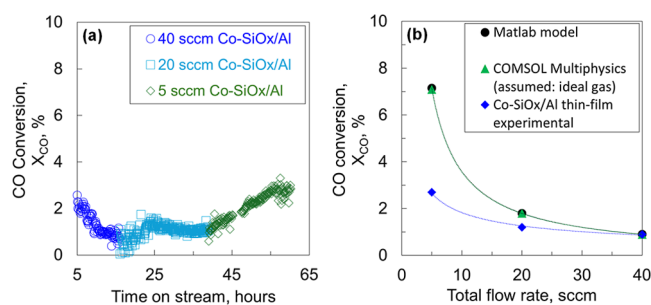 (a)
40 sccm Co-SiOx/Al
20 sccm Co-SiOx/Al
5 sccm Co-SiOx/Al
CO Conversion,
X_CO, %
10
8
6
4
2
0
5
25
45
65
Time on stream, hours
(b)
Matlab model
COMSOL Multiphysics
(assumed: ideal gas)
Co-SiOx/Al thin-film
experimental
CO conversion,
X_CO, %
10
8
6
4
2
0
0
10
20
30
40
Total flow rate, sccm